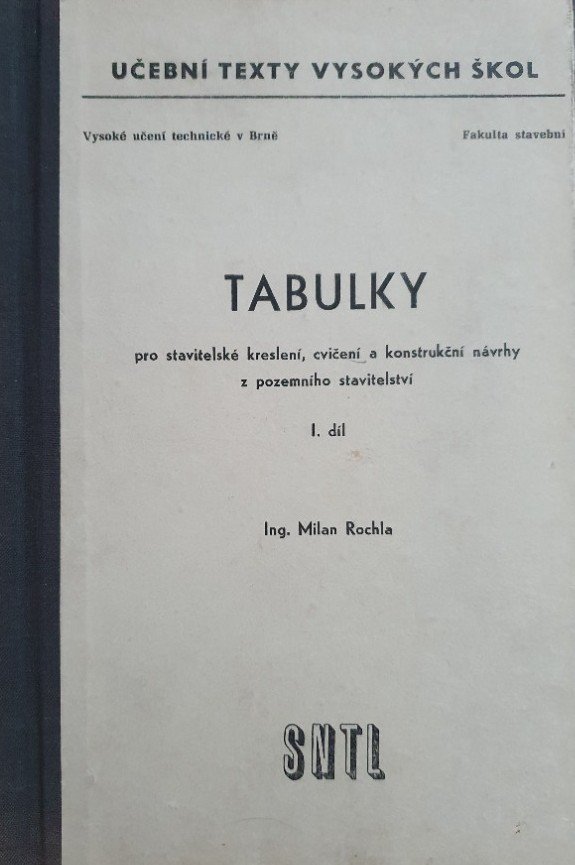 UČEBNÍ TEXTY VYSOKÝCH ŠKOL
Vysoké učení technické v Brně Fakulta stavební
TABULKY
pro stavitelské kreslení, cvičení a konstrukční návrhy
z pozemního stavitelství
I. díl
Ing. Milan Rochla
SNTL